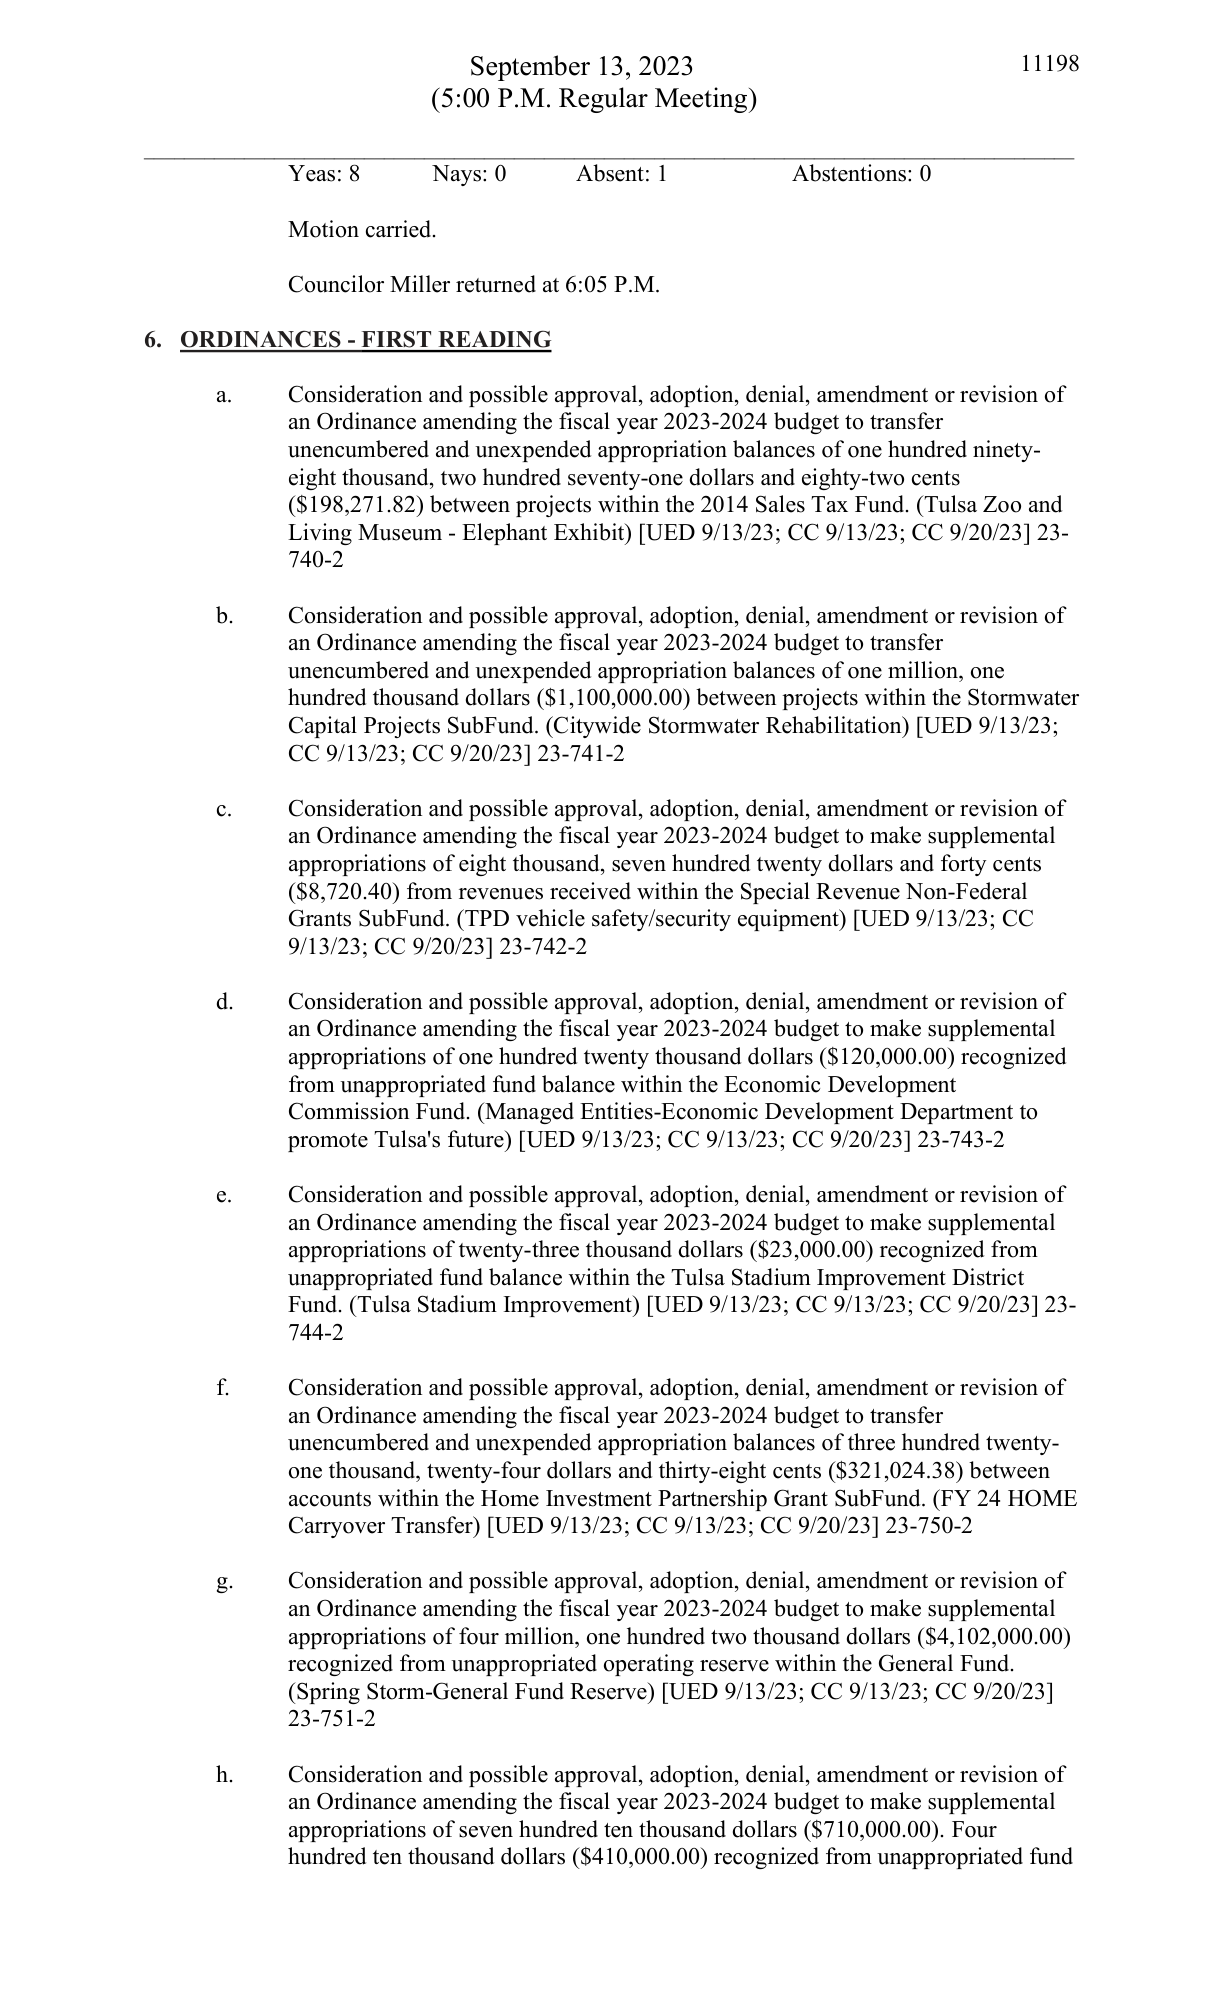 September 13, 2023
11198
(5:00 P.M. Regular Meeting)
Yeas: 8 Nays: 0 Absent: 1 Abstentions: 0
Motion carried.
Councilor Miller returned at 6:05 P.M.
6. ORDINANCES - FIRST READING
a. Consideration and possible approval, adoption, denial, amendment or revision of
an Ordinance amending the fiscal year 2023-2024 budget to transfer
unencumbered and unexpended appropriation balances of one hundred ninety-
eight thousand, two hundred seventy-one dollars and eighty-two cents
($198,271.82) between projects within the 2014 Sales Tax Fund. (Tulsa Zoo and
Living Museum - Elephant Exhibit) [UED 9/13/23; CC 9/13/23; CC 9/20/23] 23-
740-2
b. Consideration and possible approval, adoption, denial, amendment or revision of
an Ordinance amending the fiscal year 2023-2024 budget to transfer
unencumbered and unexpended appropriation balances of one million, one
hundred thousand dollars ($1,100,000.00) between projects within the Stormwater
Capital Projects SubFund. (Citywide Stormwater Rehabilitation) [UED 9/13/23;
CC 9/13/23; CC 9/20/23] 23-741-2
c. Consideration and possible approval, adoption, denial, amendment or revision of
an Ordinance amending the fiscal year 2023-2024 budget to make supplemental
appropriations of eight thousand, seven hundred twenty dollars and forty cents
($8,720.40) from revenues received within the Special Revenue Non-Federal
Grants SubFund. (TPD vehicle safety/security equipment) [UED 9/13/23; CC
9/13/23; CC 9/20/23] 23-742-2
d. Consideration and possible approval, adoption, denial, amendment or revision of
an Ordinance amending the fiscal year 2023-2024 budget to make supplemental
appropriations of one hundred twenty thousand dollars ($120,000.00) recognized
from unappropriated fund balance within the Economic Development
Commission Fund. (Managed Entities-Economic Development Department to
promote Tulsa's future) [UED 9/13/23; CC 9/13/23; CC 9/20/23] 23-743-2
e. Consideration and possible approval, adoption, denial, amendment or revision of
an Ordinance amending the fiscal year 2023-2024 budget to make supplemental
appropriations of twenty-three thousand dollars ($23,000.00) recognized from
unappropriated fund balance within the Tulsa Stadium Improvement District
Fund. (Tulsa Stadium Improvement) [UED 9/13/23; CC 9/13/23; CC 9/20/23] 23-
744-2
f. Consideration and possible approval, adoption, denial, amendment or revision of
an Ordinance amending the fiscal year 2023-2024 budget to transfer
unencumbered and unexpended appropriation balances of three hundred twenty-
one thousand, twenty-four dollars and thirty-eight cents ($321,024.38) between
accounts within the Home Investment Partnership Grant SubFund. (FY 24 HOME
Carryover Transfer) [UED 9/13/23; CC 9/13/23; CC 9/20/23] 23-750-2
g. Consideration and possible approval, adoption, denial, amendment or revision of
an Ordinance amending the fiscal year 2023-2024 budget to make supplemental
appropriations of four million, one hundred two thousand dollars ($4,102,000.00)
recognized from unappropriated operating reserve within the General Fund.
(Spring Storm-General Fund Reserve) [UED 9/13/23; CC 9/13/23; CC 9/20/23]
23-751-2
h. Consideration and possible approval, adoption, denial, amendment or revision of
an Ordinance amending the fiscal year 2023-2024 budget to make supplemental
appropriations of seven hundred ten thousand dollars ($710,000.00). Four
hundred ten thousand dollars ($410,000.00) recognized from unappropriated fund